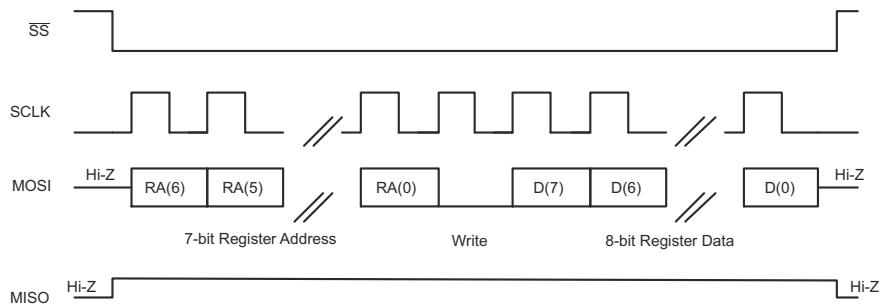 SS
SCLK
Hi-Z Hi-Z
MOSI RA(6) RA(5) RA(0) D(7) D(6) D(0)
7-bit Register Address Write 8-bit Register Data
Hi-Z Hi-Z
MISO